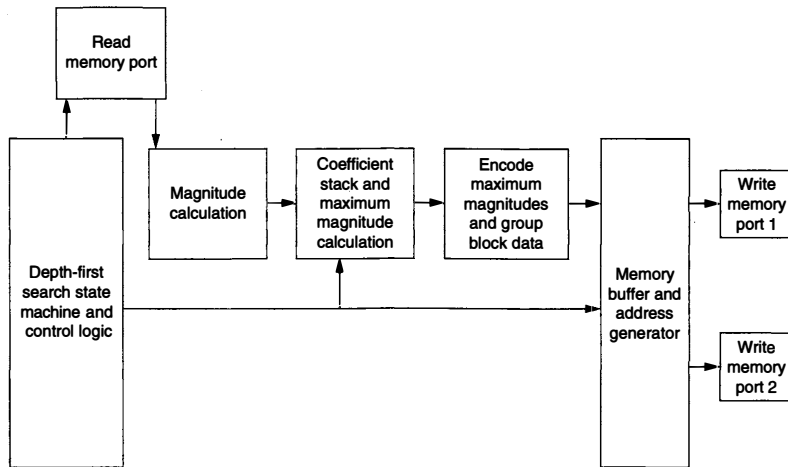 Read
memory port
Magnitude
calculation
Coefficient
stack and
maximum
magnitude
calculation
Encode
maximum
magnitudes
and group
block data
Write
memory
port 1
Depth-first
search state
machine and
control logic
Memory
buffer and
address
generator
Write
memory
port 2